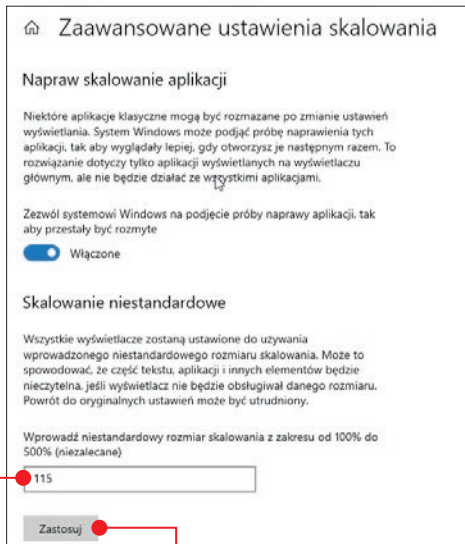 Zaawansowane ustawienia skalowania
Napraw skalowanie aplikacji
Niektóre aplikacje klasyczne mogą być rozmazane po zmianie ustawień
wyświetlania. System Windows może podjąć próbę naprawienia tych
aplikacji, tak aby wyglądały lepiej, gdy otworzysz je następnym razem. To
rozwiązanie dotyczy tylko aplikacji wyświetlanych na wyświetlaczu
głównym, ale nie będzie działać ze wszystkimi aplikacjami.
Zezwól systemowi Windows na podjęcie próby naprawy aplikacji, tak
aby przestały być rozmyte
Włączone
Skalowanie niestandardowe
Wszystkie wyświetlacze zostaną ustawione do używania
wprowadzonego niestandardowego rozmiaru skalowania. Może to
spowodować, że część tekstu, aplikacji i innych elementów będzie
nieczytelna, jeśli wyświetlacz nie będzie obsługiwał danego rozmiaru.
Powrót do oryginalnych ustawień może być utrudniony.
Wprowadź niestandardowy rozmiar skalowania z zakresu od 100% do
500% (niezalecane)
115
Zastosuj